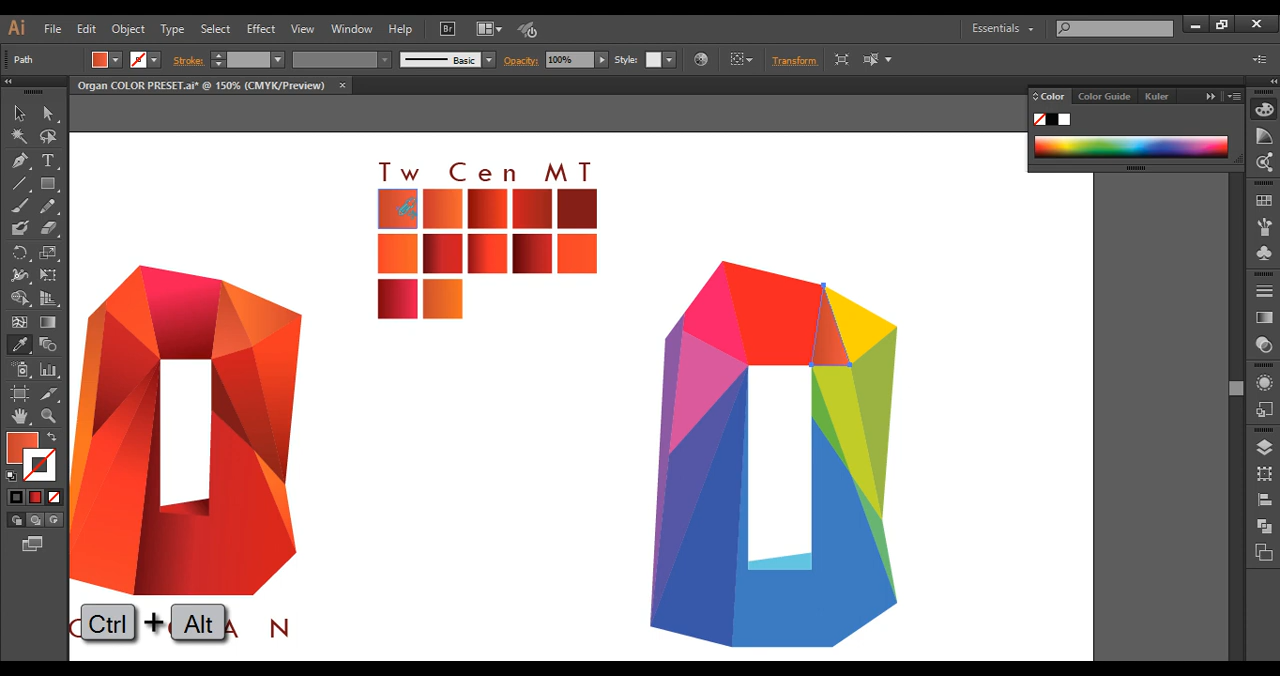 Ai File Edit Object Type Select Effect View Window Help Br Essentials
Path Stroke: Basic Opacity: 100% Style: Transform
Organ COLOR PRESET.ai* @ 150% (CMYK/Preview) ×
Color Color Guide Kuler
Tw Cen MT
Ctrl + Alt A N